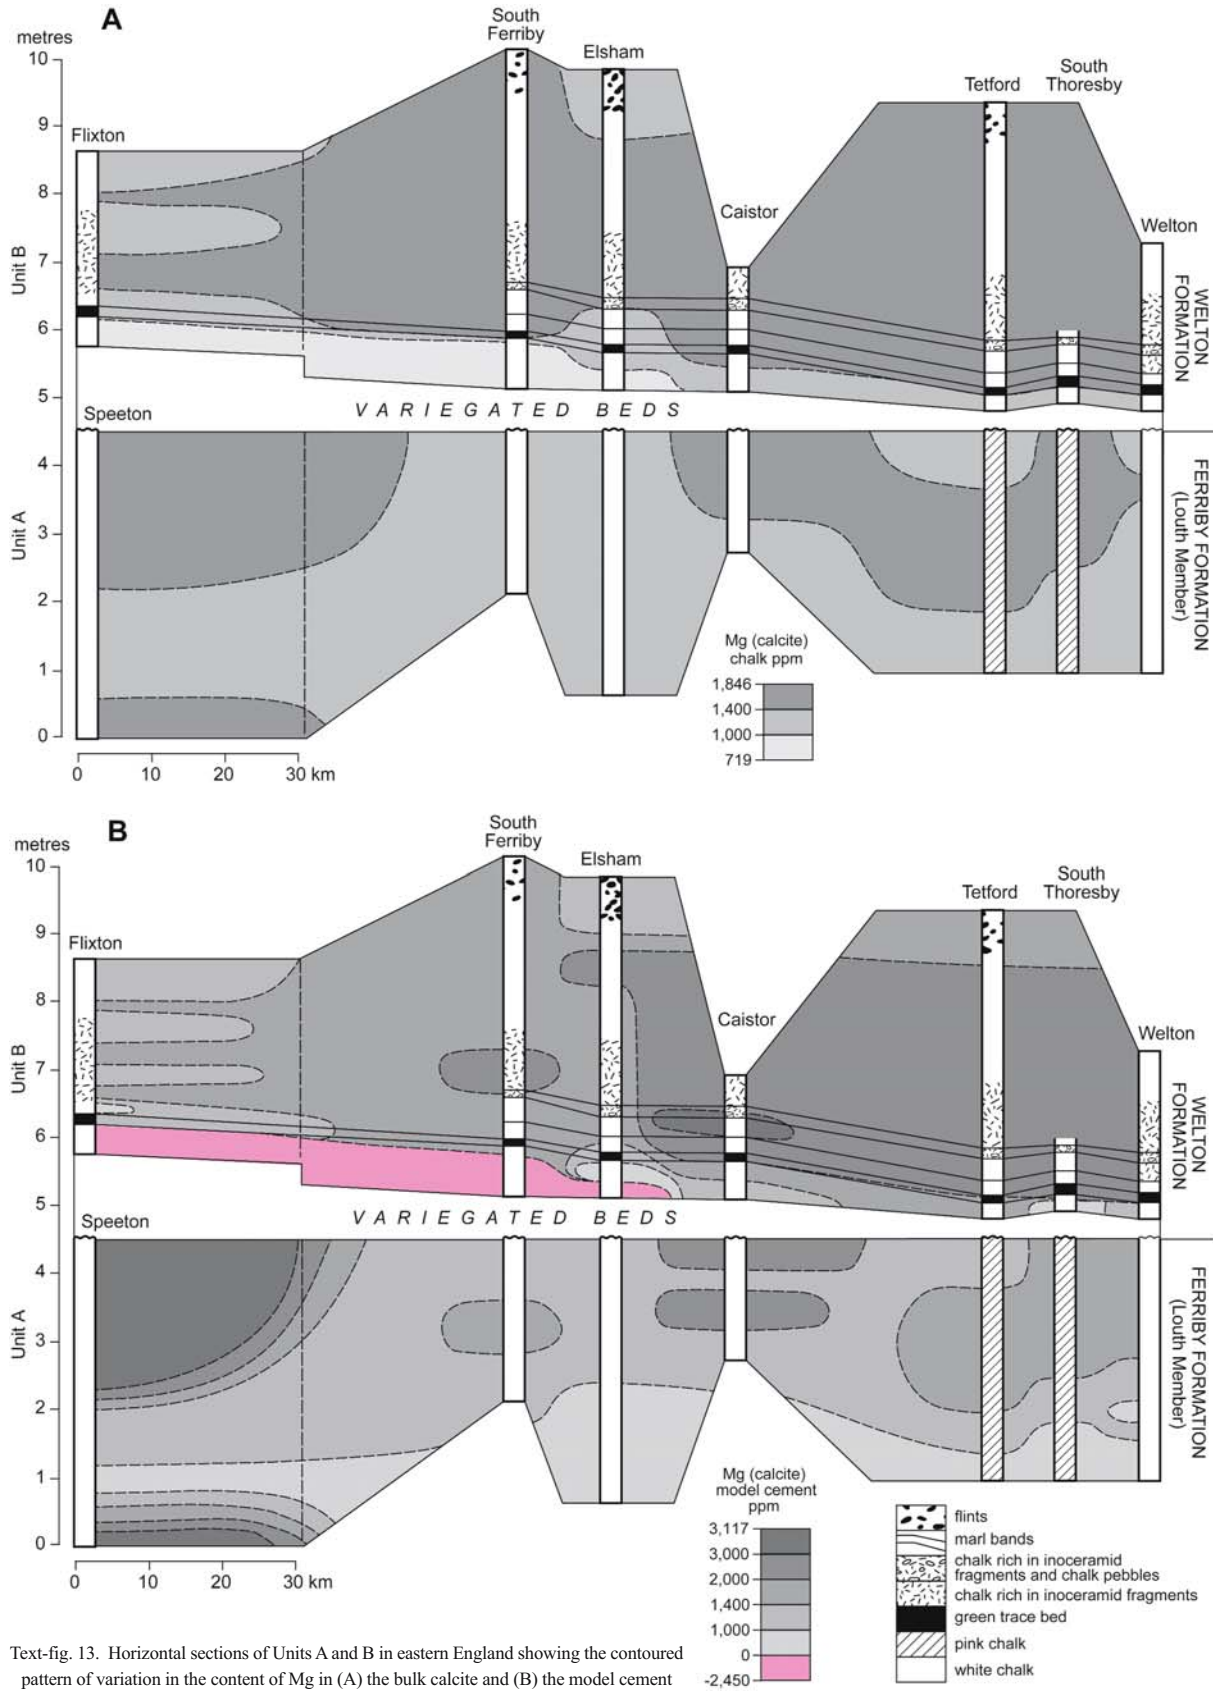 A
metres
10
9
8
7
6
5
4
3
2
1
0
Unit B
Unit A
Flixton
South
Ferriby
Elsham
Caistor
Tetford
South
Thoresby
Welton
WELTON
FORMATION
VARIEGATED BEDS
Speeton
FERRIBY FORMATION
(Louth Member)
0 10 20 30 km
Mg (calcite)
chalk ppm
1,846
1,400
1,000
719
B
metres
10
9
8
7
6
5
4
3
2
1
0
Unit B
Unit A
Flixton
South
Ferriby
Elsham
Caistor
Tetford
South
Thoresby
Welton
WELTON
FORMATION
VARIEGATED BEDS
Speeton
FERRIBY FORMATION
(Louth Member)
0 10 20 30 km
Mg (calcite)
model cement
ppm
3,117
3,000
2,000
1,400
1,000
0
-2,450
flints
marl bands
chalk rich in inoceramid
fragments and chalk pebbles
chalk rich in inoceramid fragments
green trace bed
pink chalk
white chalk
Text-fig. 13. Horizontal sections of Units A and B in eastern England showing the contoured
pattern of variation in the content of Mg in (A) the bulk calcite and (B) the model cement